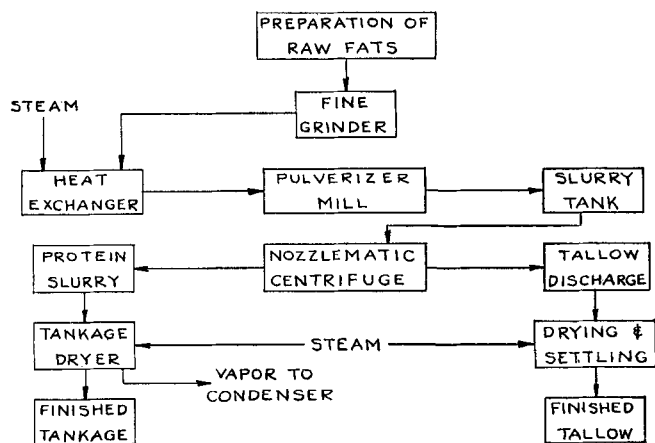 PREPARATION OF
RAW FATS
FINE
GRINDER
STEAM
HEAT
EXCHANGER
PULVERIZER
MILL
SLURRY
TANK
PROTEIN
SLURRY
NOZZLEMATIC
CENTRIFUGE
TALLOW
DISCHARGE
TANKAGE
DRYER
STEAM
DRYING &
SETTLING
VAPOR TO
CONDENSER
FINISHED
TANKAGE
FINISHED
TALLOW